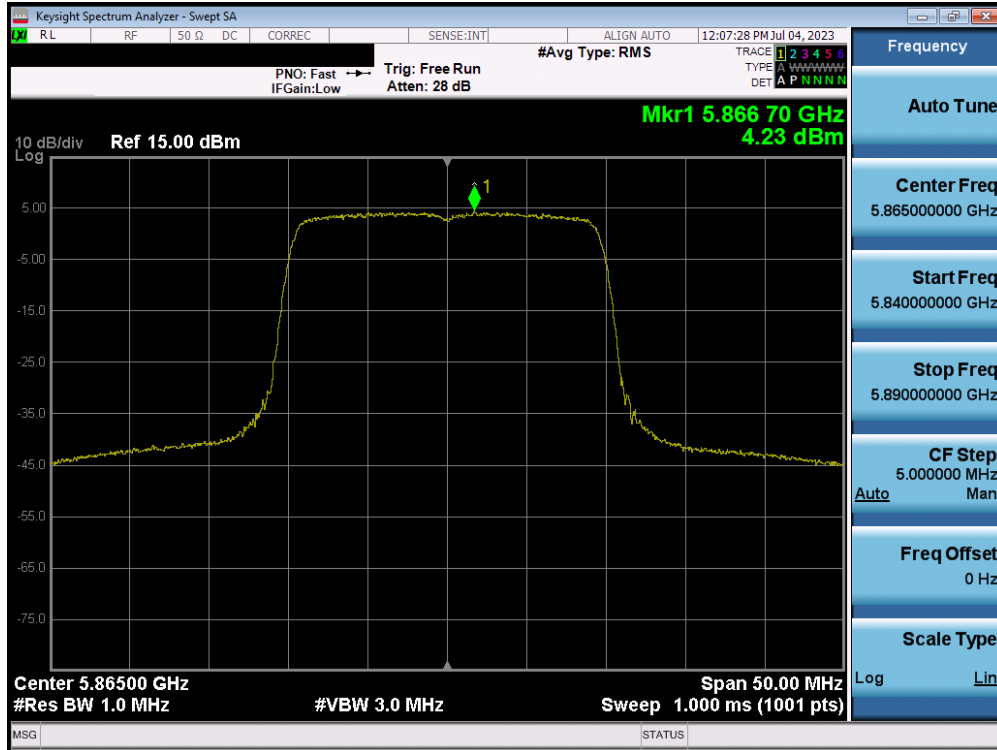 Keysight Spectrum Analyzer - Swept SA
LXI RL RF 50 Ω DC CORREC SENSE:INT ALIGN AUTO 12:07:28 PM Jul 04, 2023
PNO: Fast
IFGain:Low
Trig: Free Run
Atten: 28 dB
#Avg Type: RMS
TRACE 1 2 3 4 5 6
TYPE A WWWWW
DET A P N N N N
Mkr1 5.866 70 GHz
4.23 dBm
10 dB/div Ref 15.00 dBm
Log
1
5.00
-5.00
-15.0
-25.0
-35.0
-45.0
-55.0
-65.0
-75.0
Center 5.86500 GHz Span 50.00 MHz
#Res BW 1.0 MHz #VBW 3.0 MHz Sweep 1.000 ms (1001 pts)
MSG STATUS
Frequency
Auto Tune
Center Freq
5.865000000 GHz
Start Freq
5.840000000 GHz
Stop Freq
5.890000000 GHz
CF Step
5.000000 MHz
Auto Man
Freq Offset
0 Hz
Scale Type
Log Lin